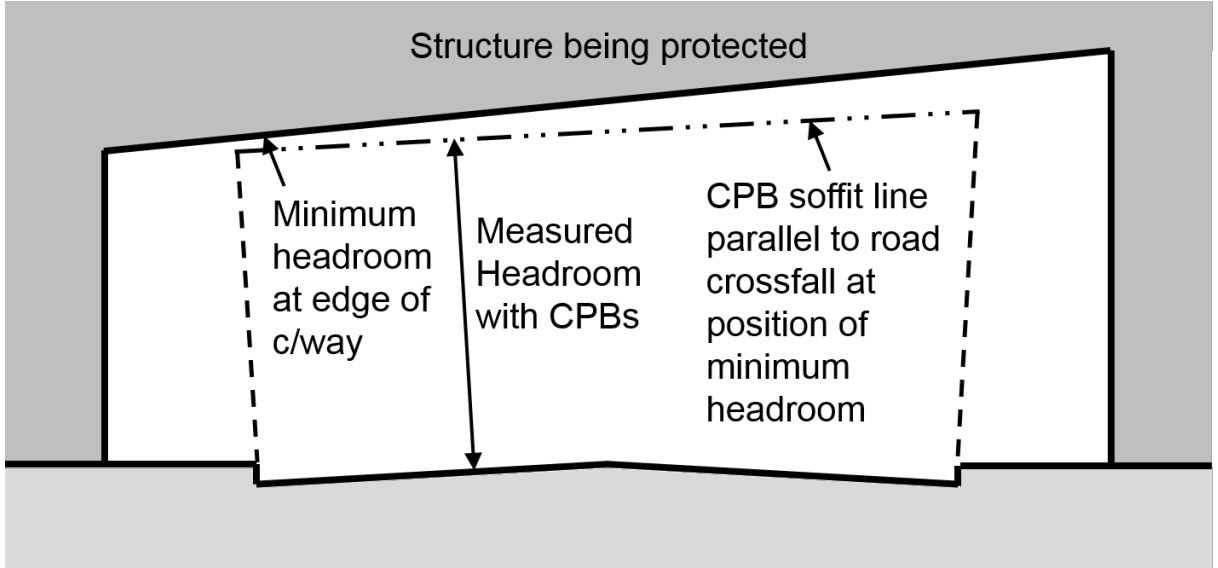 Structure being protected
Minimum
headroom
at edge of
c/way
Measured
Headroom
with CPBs
CPB soffit line
parallel to road
crossfall at
position of
minimum
headroom